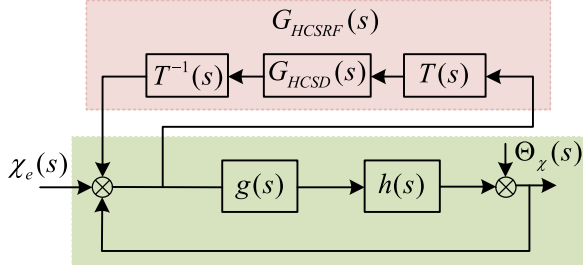 G_{HCSRF}(s)
T^{-1}(s) G_{HCSD}(s) T(s)
χ_e(s) Θ_χ(s)
g(s) h(s)